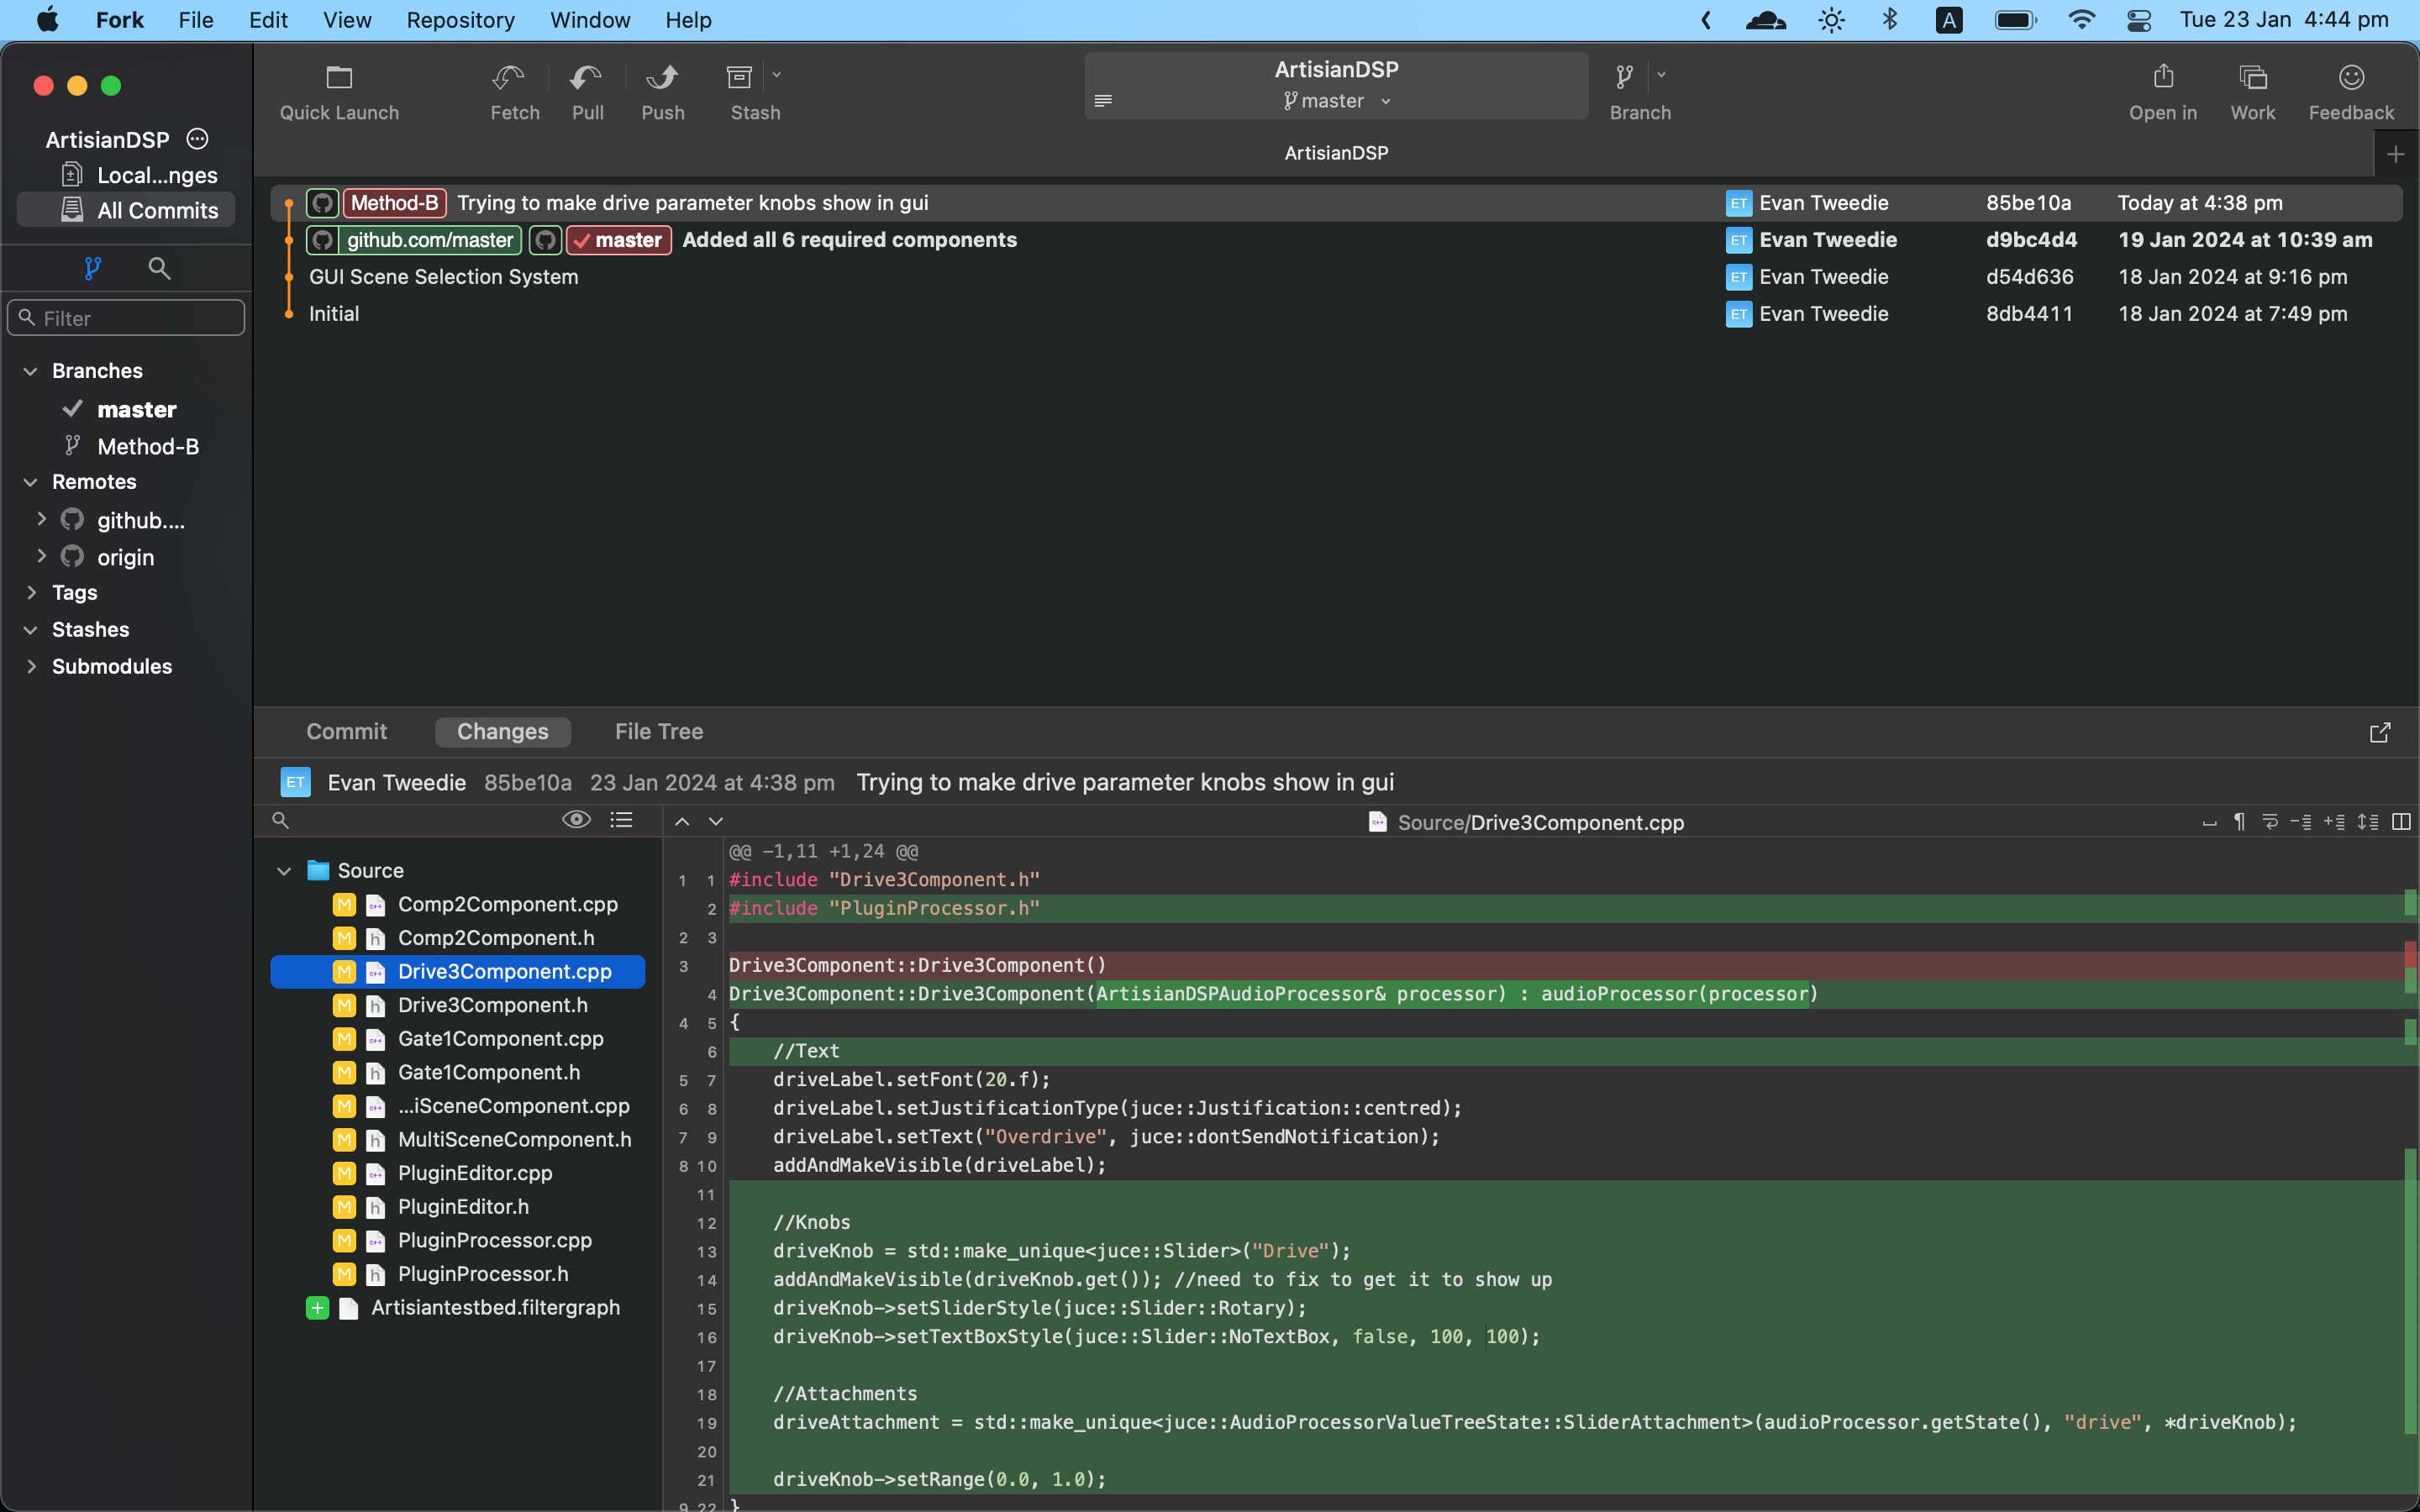 Fork File Edit View Repository Window Help A Tue 23 Jan 4:44 pm
Quick Launch Fetch Pull Push Stash
ArtisianDSP
master
Branch Open in Work Feedback
ArtisianDSP
ArtisianDSP
Local...nges
All Commits
Filter
Branches
master
Method-B
Remotes
github....
origin
Tags
Stashes
Submodules
Method-B Trying to make drive parameter knobs show in gui ET Evan Tweedie 85be10a Today at 4:38 pm
github.com/master master Added all 6 required components ET Evan Tweedie d9bc4d4 19 Jan 2024 at 10:39 am
GUI Scene Selection System ET Evan Tweedie d54d636 18 Jan 2024 at 9:16 pm
Initial ET Evan Tweedie 8db4411 18 Jan 2024 at 7:49 pm
Commit Changes File Tree
ET Evan Tweedie 85be10a 23 Jan 2024 at 4:38 pm Trying to make drive parameter knobs show in gui
Source/Drive3Component.cpp
Source
M c++ Comp2Component.cpp
M h Comp2Component.h
M c++ Drive3Component.cpp
M h Drive3Component.h
M c++ Gate1Component.cpp
M h Gate1Component.h
M c++ ...iSceneComponent.cpp
M h MultiSceneComponent.h
M c++ PluginEditor.cpp
M h PluginEditor.h
M c++ PluginProcessor.cpp
M h PluginProcessor.h
+ Artisiantestbed.filtergraph
@@ -1,11 +1,24 @@
1 1 #include "Drive3Component.h"
2 #include "PluginProcessor.h"
2 3
3 Drive3Component::Drive3Component()
4 Drive3Component::Drive3Component(ArtisianDSPAudioProcessor& processor) : audioProcessor(processor)
4 5 {
6 //Text
5 7 driveLabel.setFont(20.f);
6 8 driveLabel.setJustificationType(juce::Justification::centred);
7 9 driveLabel.setText("Overdrive", juce::dontSendNotification);
8 10 addAndMakeVisible(driveLabel);
11
12 //Knobs
13 driveKnob = std::make_unique<juce::Slider>("Drive");
14 addAndMakeVisible(driveKnob.get()); //need to fix to get it to show up
15 driveKnob->setSliderStyle(juce::Slider::Rotary);
16 driveKnob->setTextBoxStyle(juce::Slider::NoTextBox, false, 100, 100);
17
18 //Attachments
19 driveAttachment = std::make_unique<juce::AudioProcessorValueTreeState::SliderAttachment>(audioProcessor.getState(), "drive", *driveKnob);
20
21 driveKnob->setRange(0.0, 1.0);
9 22 }